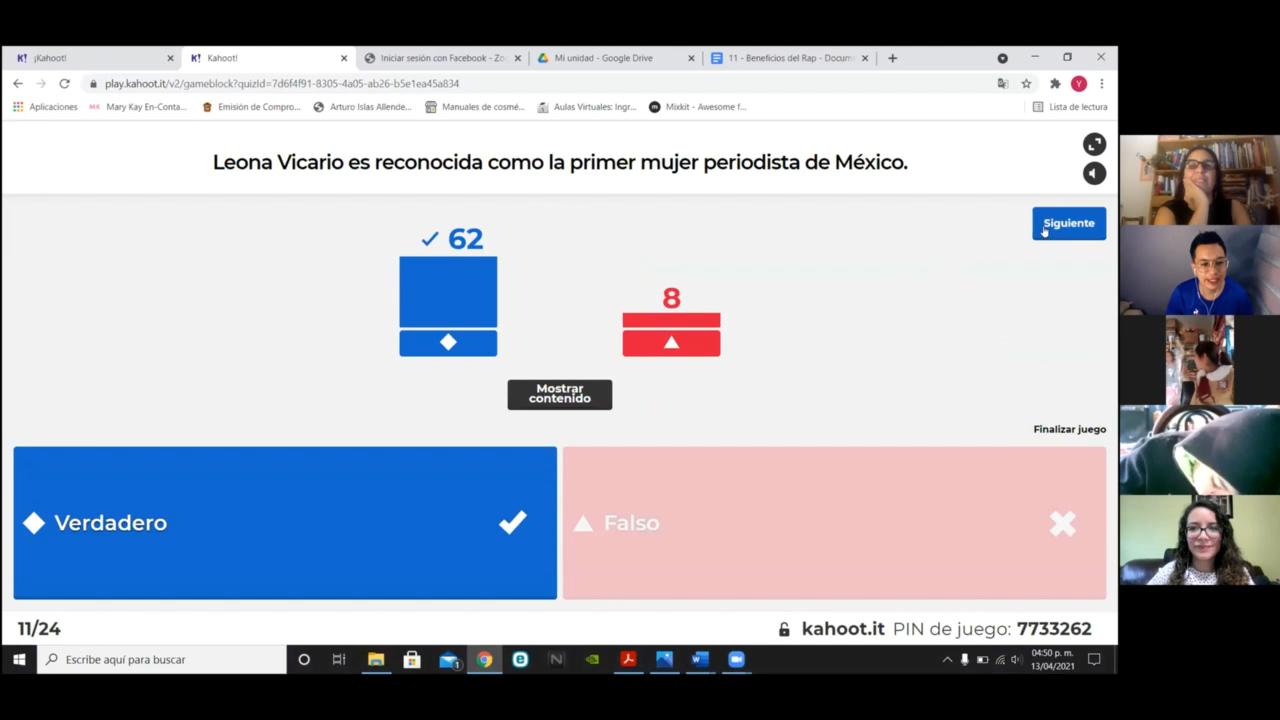 K! ¡Kahoot!
K! Kahoot!
Iniciar sesión con Facebook - Zo
Mi unidad - Google Drive
11 - Beneficios del Rap - Docum
play.kahoot.it/v2/gameblock?quizId=7d6f4f91-8305-4a05-ab26-b5e1ea45a834
Y
Aplicaciones
MK Mary Kay En-Conta...
Emisión de Compro...
Arturo Islas Allende...
Manuales de cosmé...
Aulas Virtuales: Ingr...
Mixkit - Awesome f...
Lista de lectura
Leona Vicario es reconocida como la primer mujer periodista de México.
Siguiente
62
8
Mostrar
contenido
Finalizar juego
Verdadero
Falso
11/24
kahoot.it PIN de juego: 7733262
Escribe aquí para buscar
1
04:50 p. m.
13/04/2021